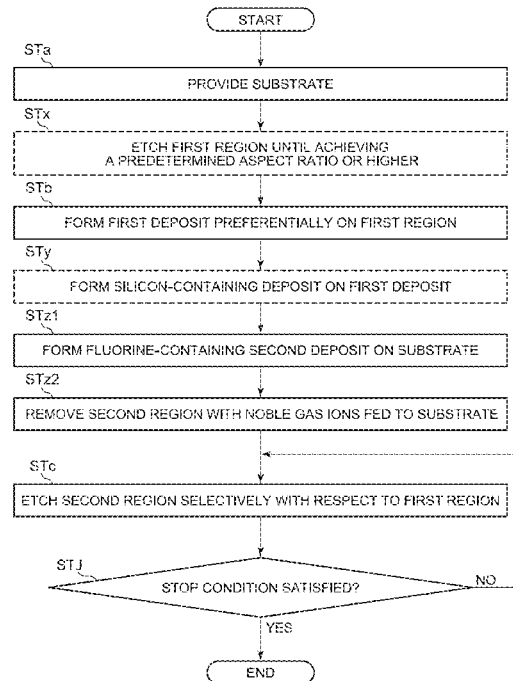 START
STa
PROVIDE SUBSTRATE
STx
ETCH FIRST REGION UNTIL ACHIEVING
A PREDETERMINED ASPECT RATIO OR HIGHER
STb
FORM FIRST DEPOSIT PREFERENTIALLY ON FIRST REGION
STy
FORM SILICON-CONTAINING DEPOSIT ON FIRST DEPOSIT
STz1
FORM FLUORINE-CONTAINING SECOND DEPOSIT ON SUBSTRATE
STz2
REMOVE SECOND REGION WITH NOBLE GAS IONS FED TO SUBSTRATE
STc
ETCH SECOND REGION SELECTIVELY WITH RESPECT TO FIRST REGION
STJ
STOP CONDITION SATISFIED?
NO
YES
END